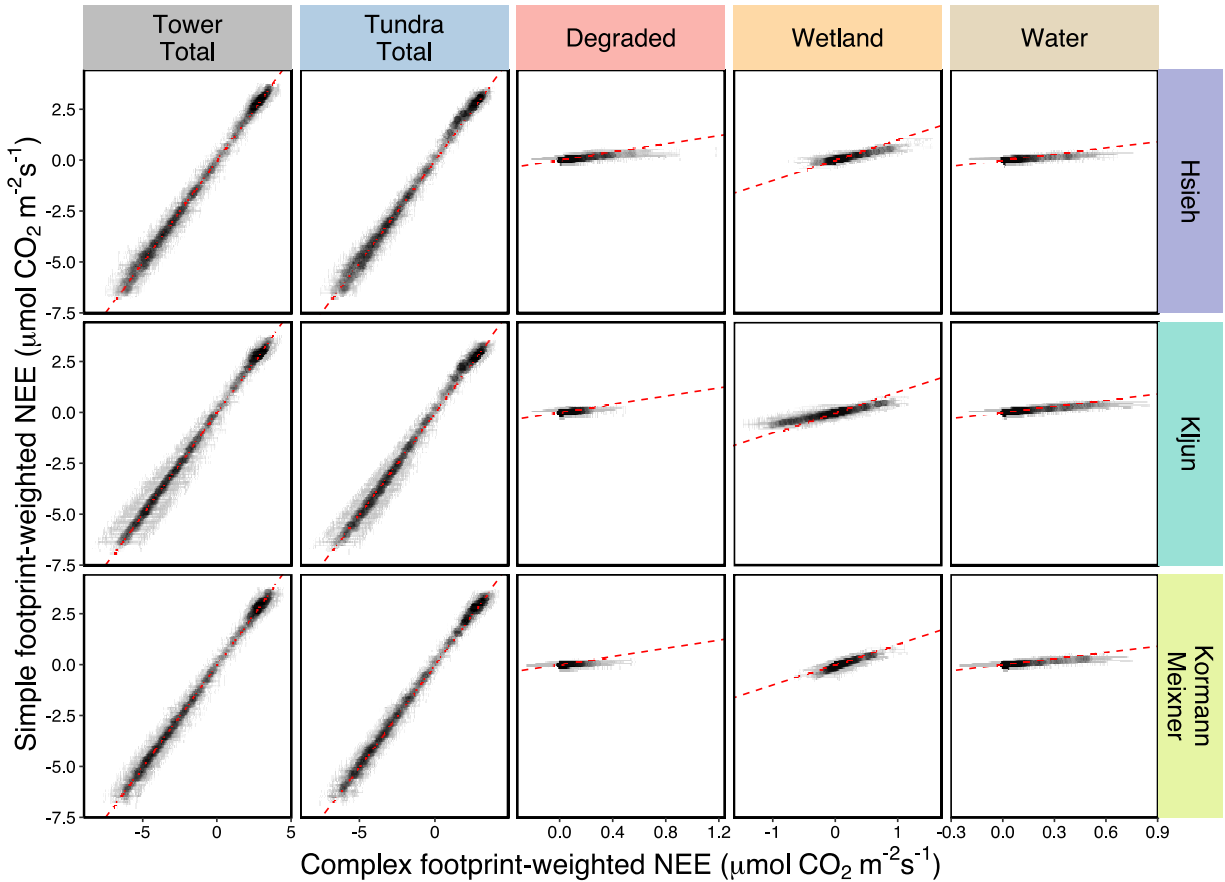 Tower
Total
Tundra
Total
Degraded
Wetland
Water
Simple footprint-weighted NEE (μmol CO₂ m⁻²s⁻¹)
2.5
0.0
-2.5
-5.0
-7.5
Hsieh
2.5
0.0
-2.5
-5.0
-7.5
Kljun
2.5
0.0
-2.5
-5.0
-7.5
Kormann
Meixner
-5 0 5
-5 0
0.0 0.4 0.8 1.2
-1 0 1
-0.3 0.0 0.3 0.6 0.9
Complex footprint-weighted NEE (μmol CO₂ m⁻²s⁻¹)